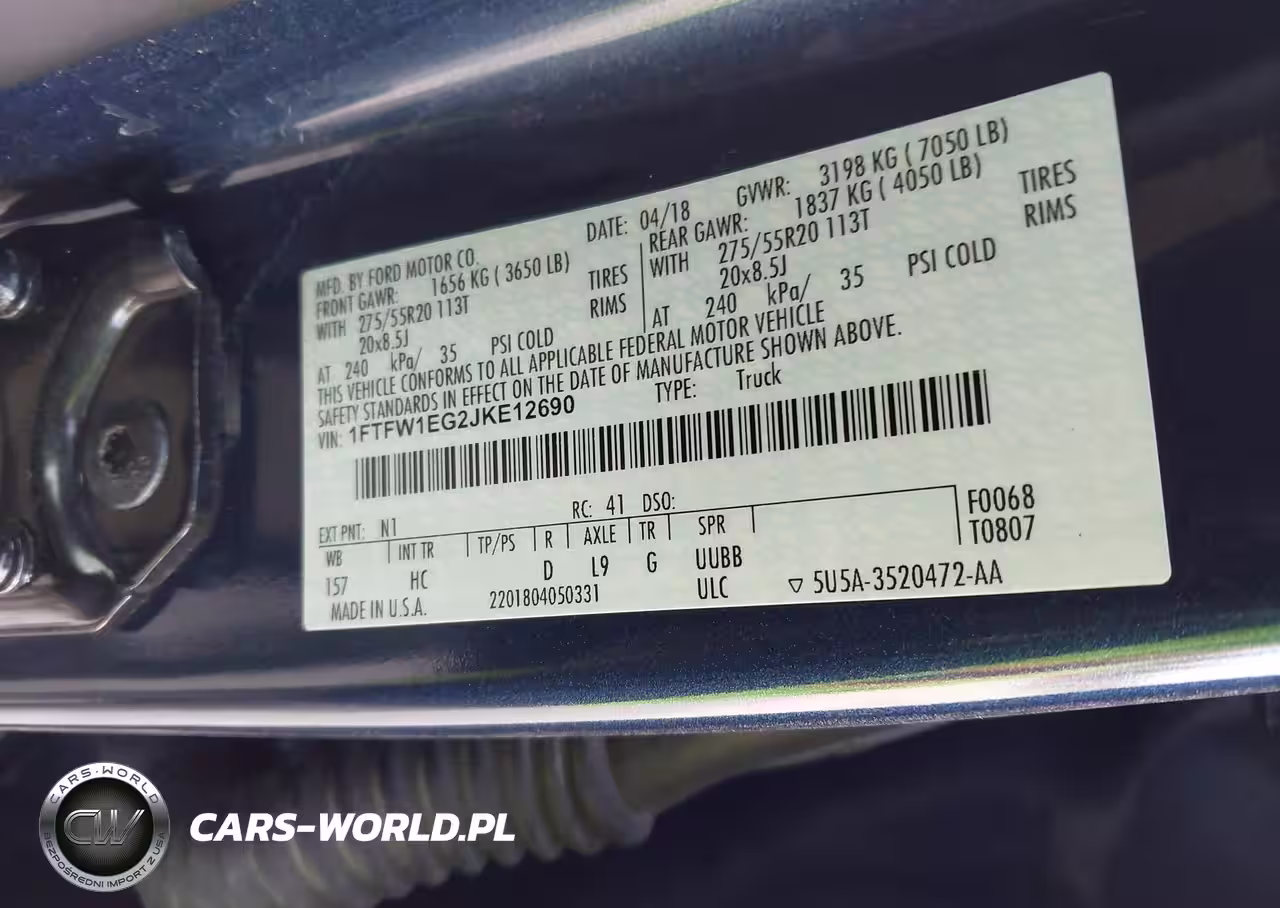 MFD. BY FORD MOTOR CO. DATE: 04/18 GVWR: 3198 KG ( 7050 LB)
FRONT GAWR: 1656 KG ( 3650 LB) REAR GAWR: 1837 KG ( 4050 LB)
WITH 275/55R20 113T TIRES WITH 275/55R20 113T TIRES
20x8.5J RIMS 20x8.5J RIMS
AT 240 kPa/ 35 PSI COLD AT 240 kPa/ 35 PSI COLD
THIS VEHICLE CONFORMS TO ALL APPLICABLE FEDERAL MOTOR VEHICLE
SAFETY STANDARDS IN EFFECT ON THE DATE OF MANUFACTURE SHOWN ABOVE.
VIN: 1FTFW1EG2JKE12690 TYPE: Truck
EXT PNT: N1 RC: 41 DSO: F0068
WB INT TR TP/PS R AXLE TR SPR T0807
157 HC D L9 G UUBB
MADE IN U.S.A. 2201804050331 ULC ▽ 5U5A-3520472-AA
CARS-WORLD
CW
BEZPOŚREDNI IMPORT Z USA
CARS-WORLD.PL